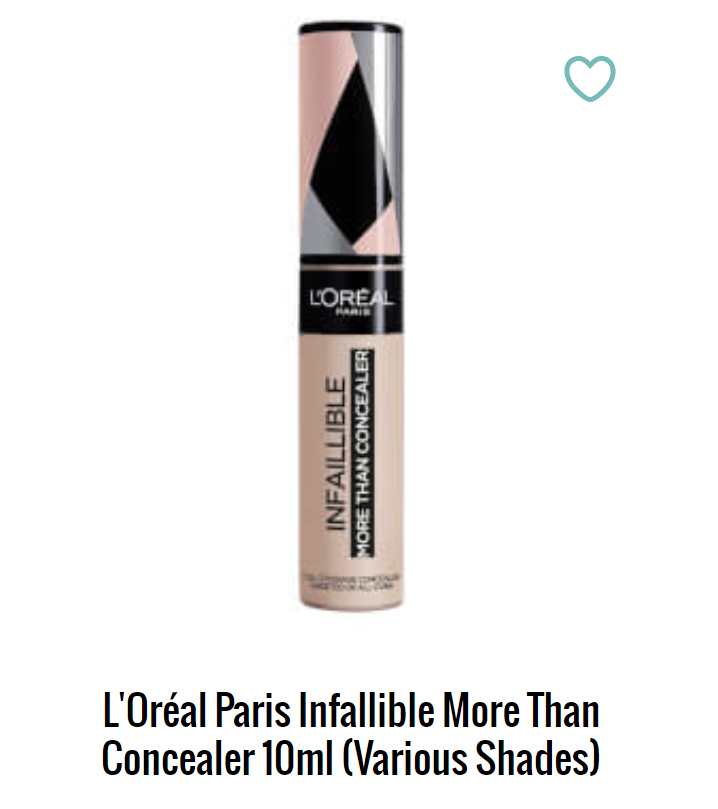 L'ORÉAL
PARIS
INFAILLIBLE
MORE THAN CONCEALER
L'Oréal Paris Infallible More Than
Concealer 10ml (Various Shades)